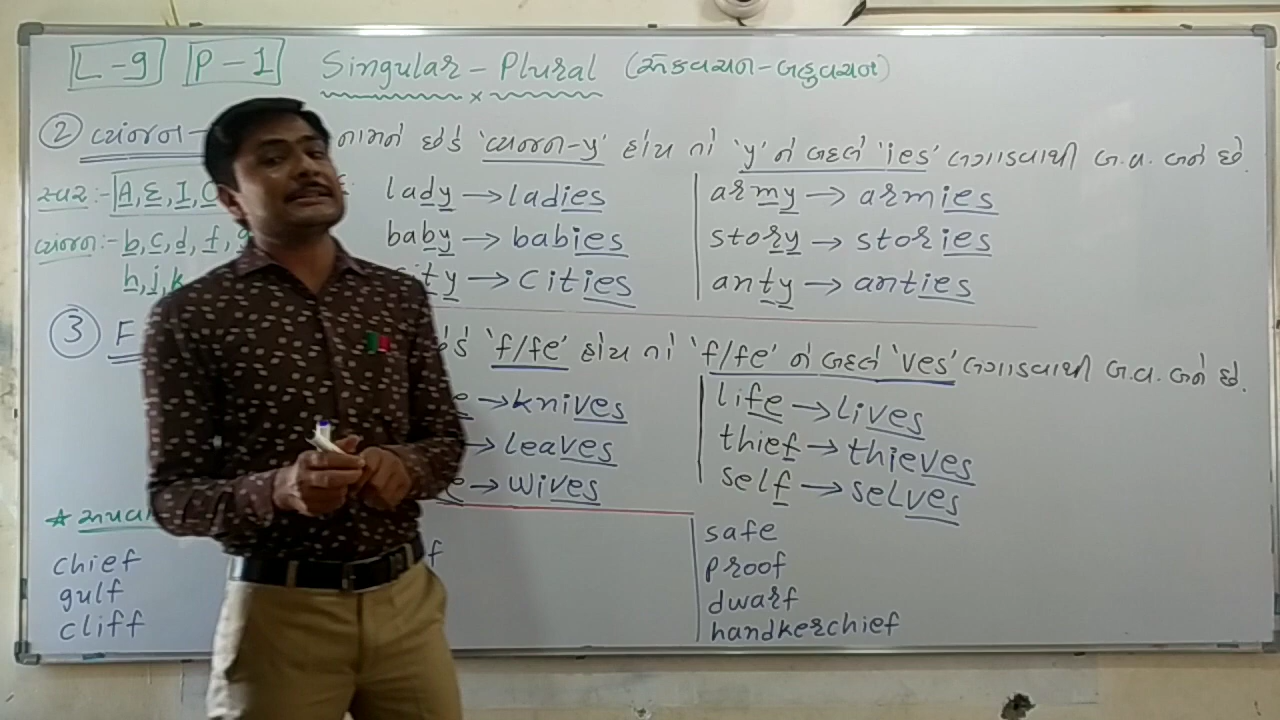 L-9 P-1 Singular - Plural (એકવચન - બહુવચન)
② વ્યંજન - નામને છેડે 'વ્યંજન-y' હોય તો 'y' ને બદલે 'ies' લગાડવાથી બ.વ. બને છે.
સ્વર :- A, E, I, lady → ladies army → armies
વ્યંજન :- b, c, d, f, baby → babies story → stories
h, j, k city → cities anty → anties
③ F છેડે 'f/fe' હોય તો 'f/fe' ને બદલે 'ves' લગાડવાથી બ.વ. બને છે.
→ knives life → lives
→ leaves thief → thieves
→ wives self → selves
★ safe
chief f proof
gulf dwarf
cliff handkerchief